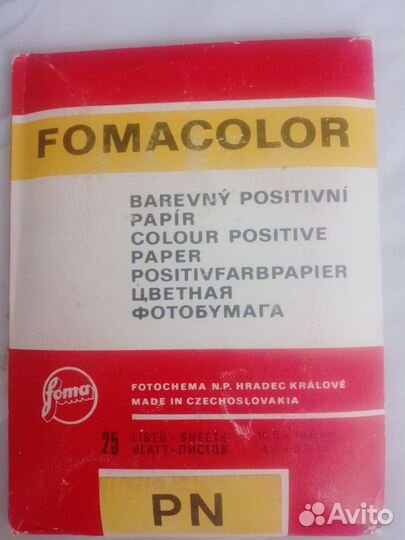 FOMACOLOR
BAREVNÝ POSITIVNÍ
PAPÍR
COLOUR POSITIVE
PAPER
POSITIVFARBPAPIER
ЦВЕТНАЯ
ФОТОБУМАГА
foma
FOTOCHEMA N.P. HRADEC KRÁLOVÉ
MADE IN CZECHOSLOVAKIA
25 LISTŮ - SHEETS
BLATT - ЛИСТОВ
PN
Avito